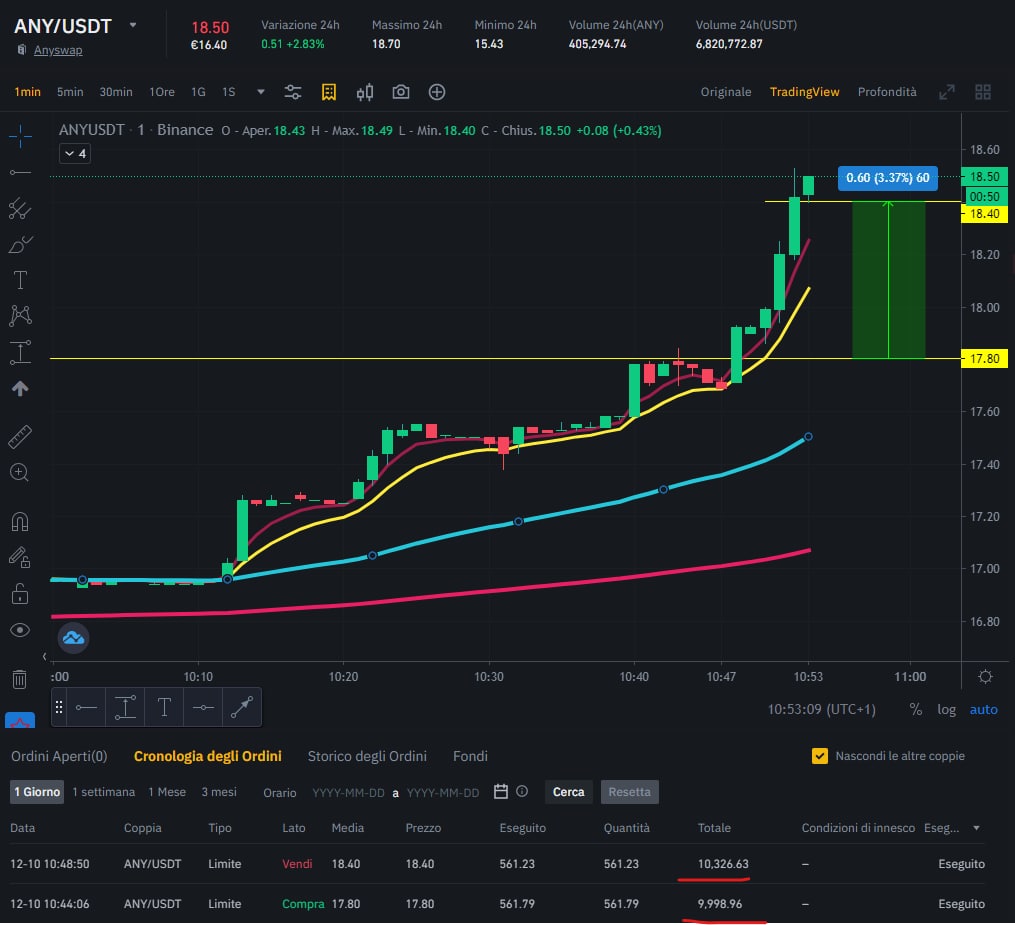 ANY/USDT
Anyswap
18.50
€16.40
Variazione 24h
0.51 +2.83%
Massimo 24h
18.70
Minimo 24h
15.43
Volume 24h(ANY)
405,294.74
Volume 24h(USDT)
6,820,772.87
1min 5min 30min 1Ore 1G 1S
Originale TradingView Profondità
ANYUSDT · 1 · Binance O - Aper.18.43 H - Max.18.49 L - Min.18.40 C - Chius.18.50 +0.08 (+0.43%)
4
0.60 (3.37%) 60
18.60
18.50
00:50
18.40
18.20
18.00
17.80
17.60
17.40
17.20
17.00
16.80
:00 10:10 10:20 10:30 10:40 10:47 10:53 11:00
10:53:09 (UTC+1) % log auto
Ordini Aperti(0) Cronologia degli Ordini Storico degli Ordini Fondi Nascondi le altre coppie
1 Giorno 1 settimana 1 Mese 3 mesi Orario YYYY-MM-DD a YYYY-MM-DD Cerca Resetta
Data Coppia Tipo Lato Media Prezzo Eseguito Quantità Totale Condizioni di innesco Eseg...
12-10 10:48:50 ANY/USDT Limite Vendi 18.40 18.40 561.23 561.23 10,326.63 – Eseguito
12-10 10:44:06 ANY/USDT Limite Compra 17.80 17.80 561.79 561.79 9,998.96 – Eseguito